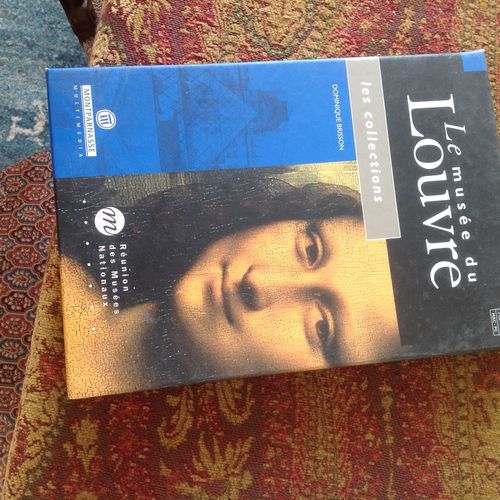 Le musée du
Louvre
les collections
DOMINIQUE BRISSON
MONTPARNASSE
MULTIMEDIA
m
Réunion
des Musées
Nationaux